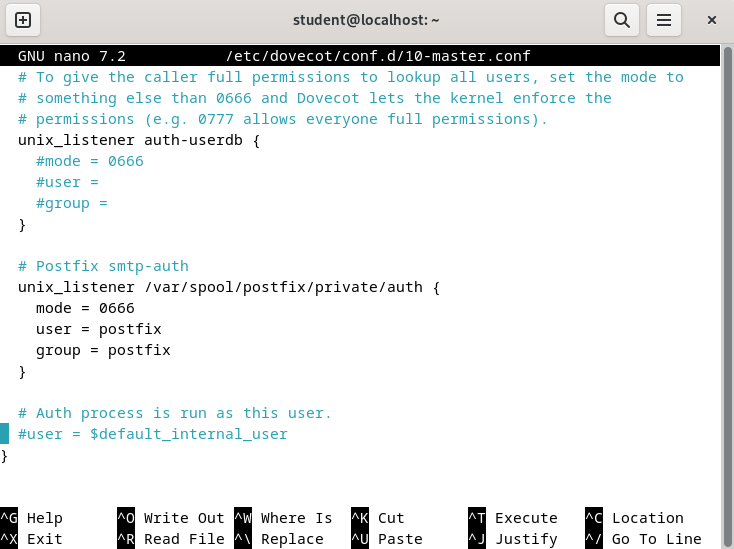 student@localhost: ~
GNU nano 7.2 /etc/dovecot/conf.d/10-master.conf
# To give the caller full permissions to lookup all users, set the mode to
# something else than 0666 and Dovecot lets the kernel enforce the
# permissions (e.g. 0777 allows everyone full permissions).
unix_listener auth-userdb {
#mode = 0666
#user =
#group =
}
# Postfix smtp-auth
unix_listener /var/spool/postfix/private/auth {
mode = 0666
user = postfix
group = postfix
}
# Auth process is run as this user.
#user = $default_internal_user
}
^G Help ^O Write Out ^W Where Is ^K Cut ^T Execute ^C Location
^X Exit ^R Read File ^\ Replace ^U Paste ^J Justify ^/ Go To Line